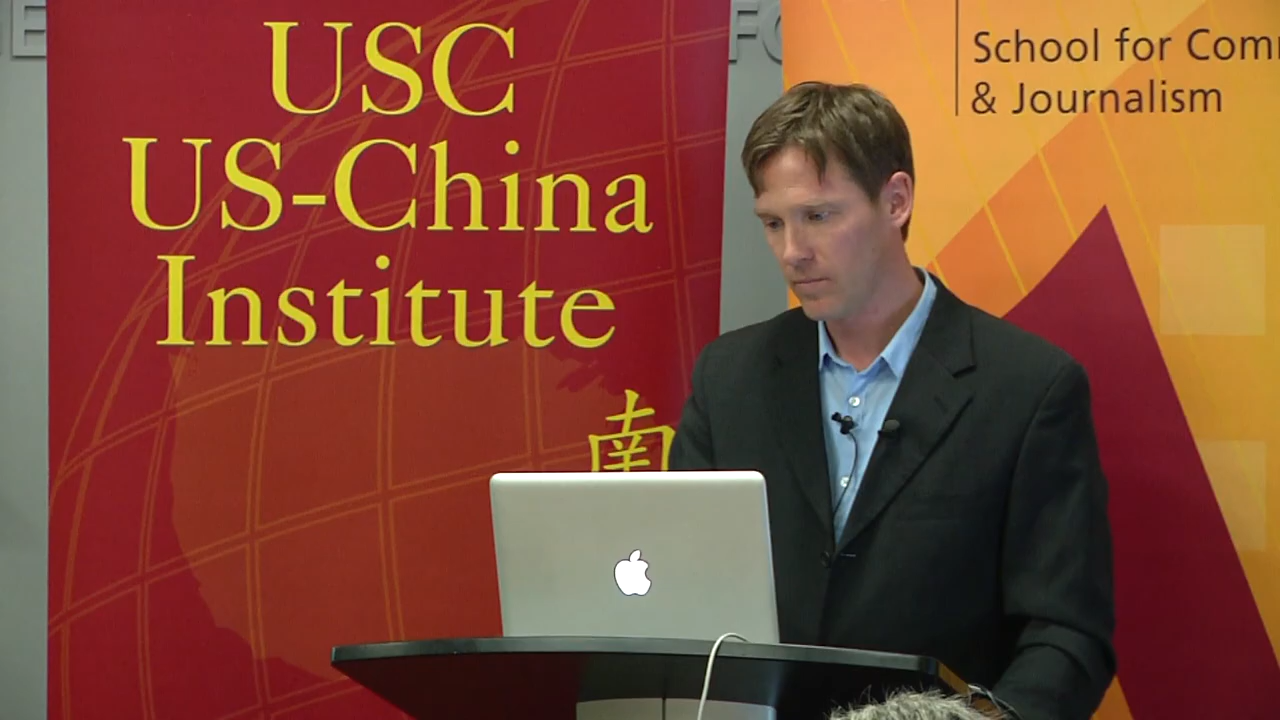 USC
US-China
Institute
南
School for Com
& Journalism